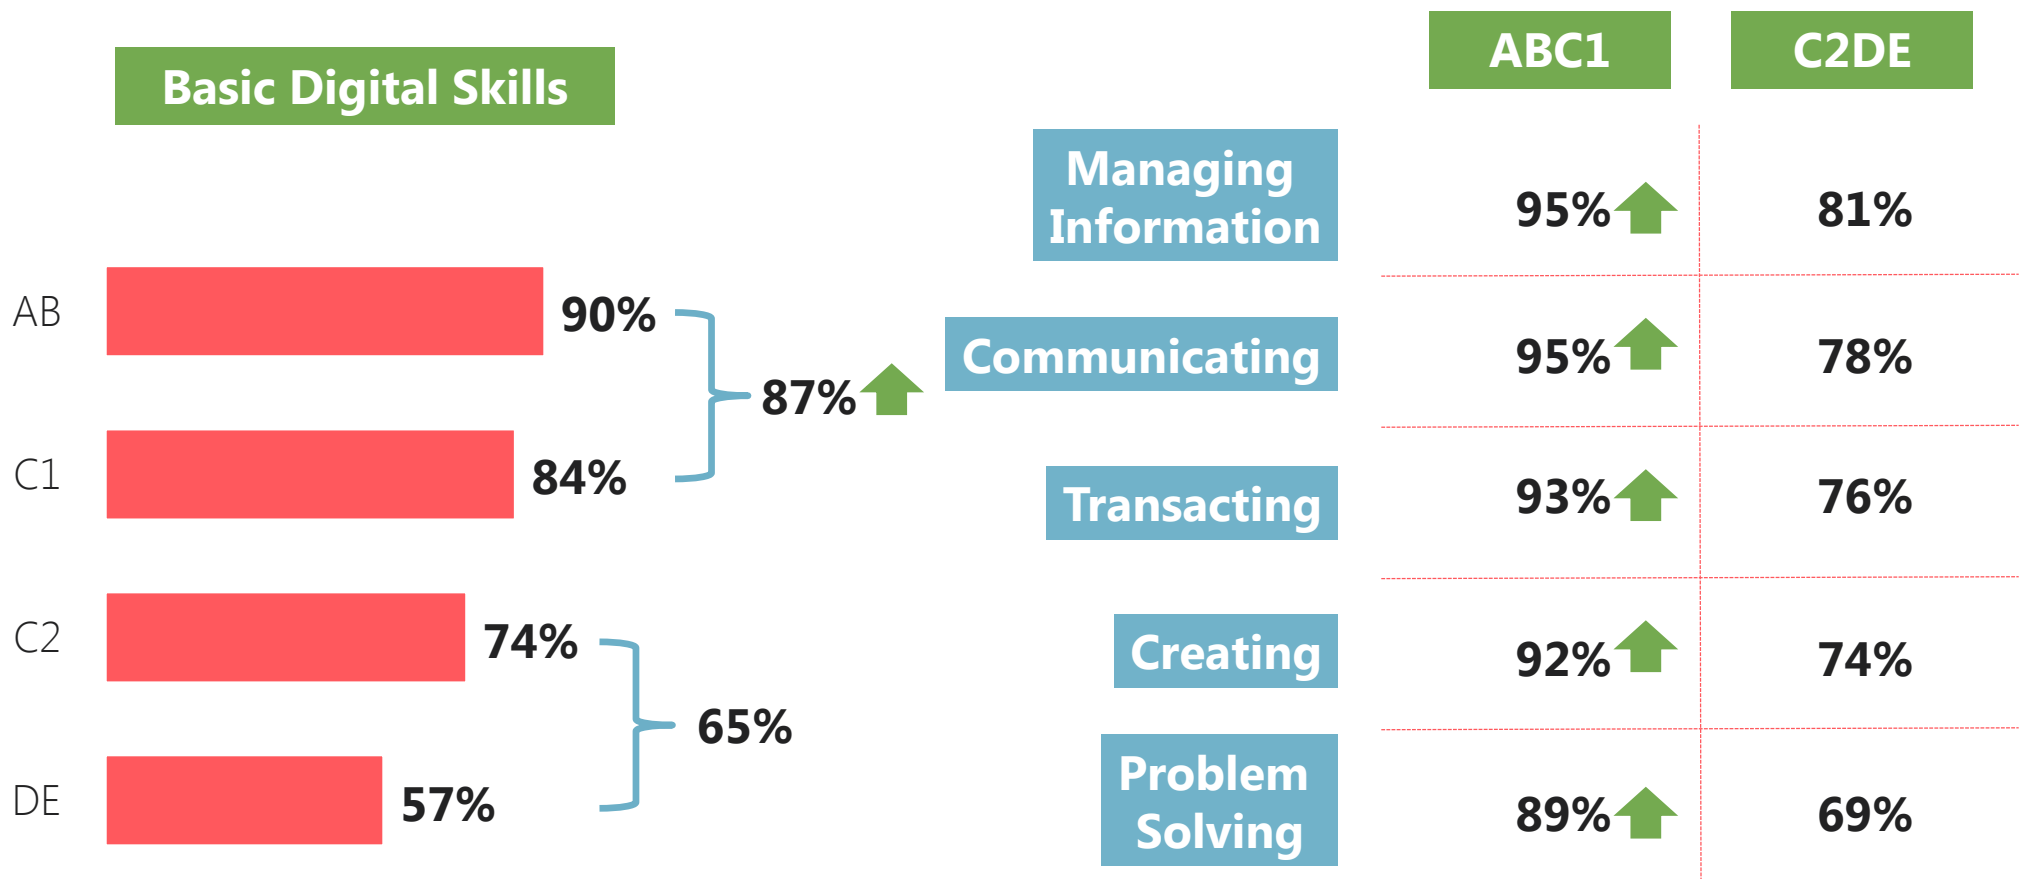 Basic Digital Skills
AB
90%
C1
84%
87%
C2
74%
DE
57%
65%
ABC1
C2DE
Managing
Information
95%
81%
Communicating
95%
78%
Transacting
93%
76%
Creating
92%
74%
Problem
Solving
89%
69%